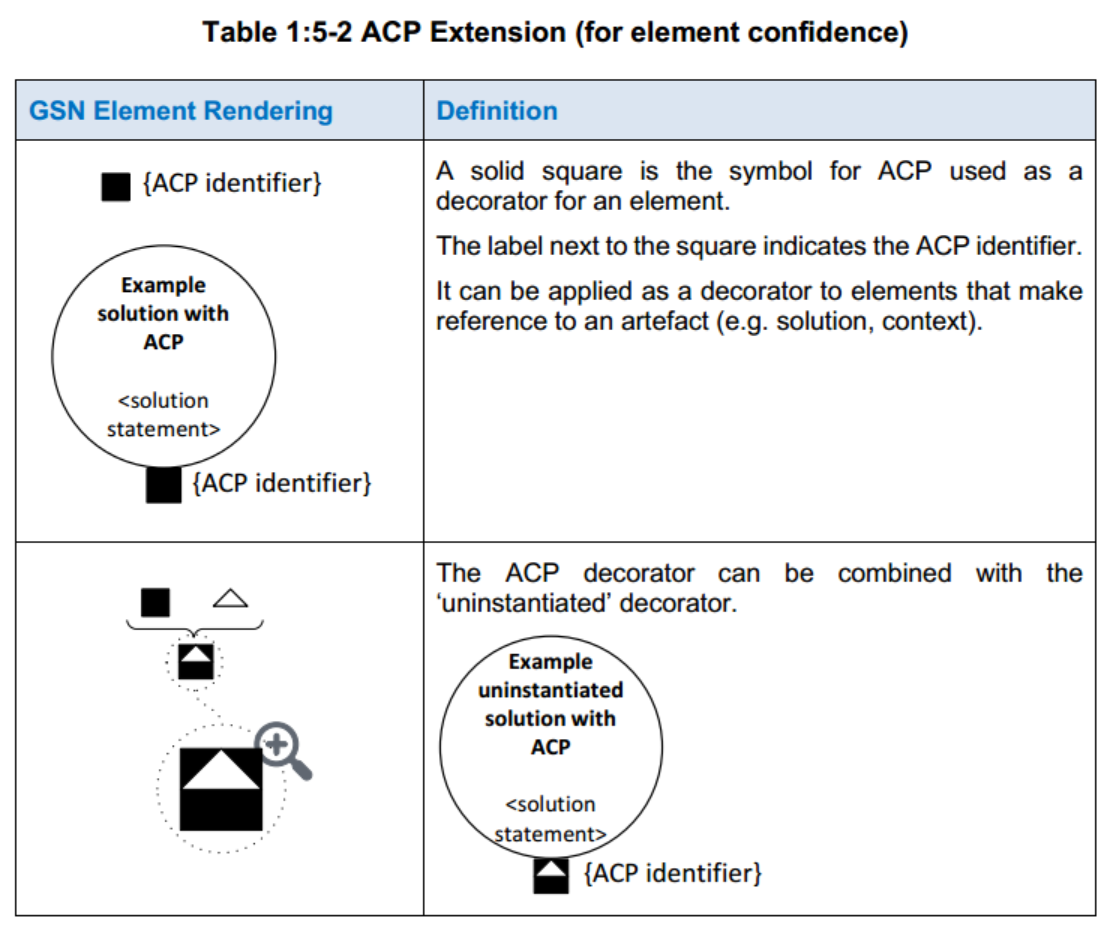 Table 1:5-2 ACP Extension (for element confidence)
GSN Element Rendering
Definition
{ACP identifier}
Example
solution with
ACP
<solution
statement>
{ACP identifier}
A solid square is the symbol for ACP used as a
decorator for an element.
The label next to the square indicates the ACP identifier.
It can be applied as a decorator to elements that make
reference to an artefact (e.g. solution, context).
The ACP decorator can be combined with the
‘uninstantiated’ decorator.
Example
uninstantiated
solution with
ACP
<solution
statement>
{ACP identifier}